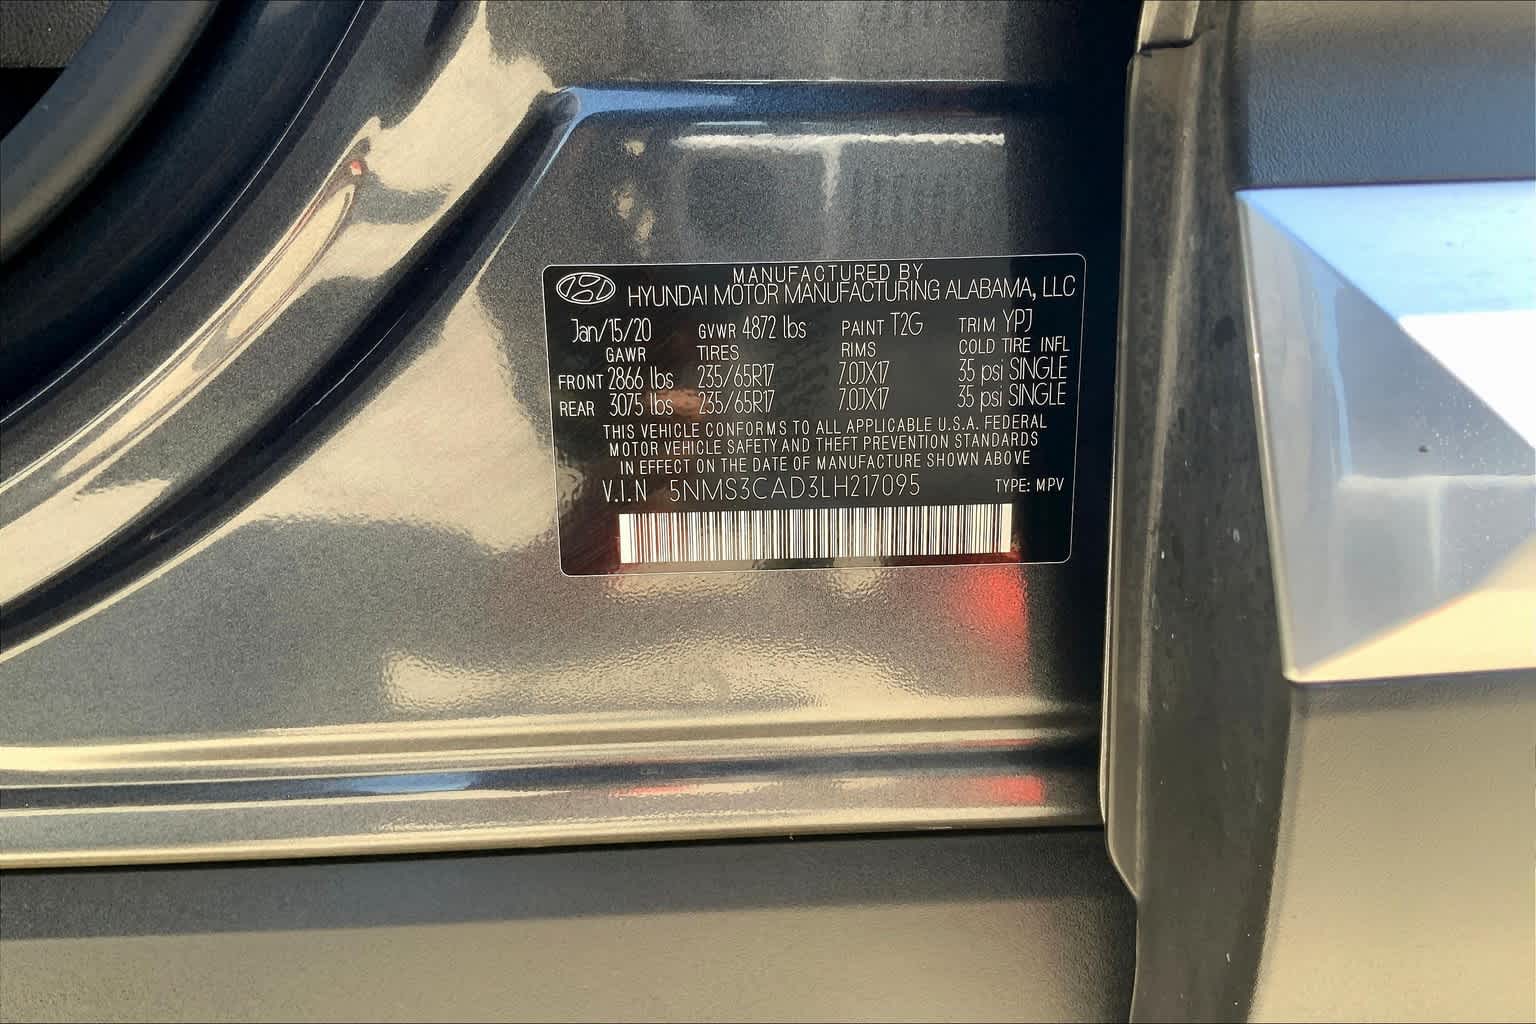 MANUFACTURED BY
HYUNDAI MOTOR MANUFACTURING ALABAMA, LLC
Jan/15/20 GVWR 4872 lbs PAINT T2G TRIM YPJ
GAWR TIRES RIMS COLD TIRE INFL
FRONT 2866 lbs 235/65R17 7.0JX17 35 psi SINGLE
REAR 3075 lbs 235/65R17 7.0JX17 35 psi SINGLE
THIS VEHICLE CONFORMS TO ALL APPLICABLE U.S.A. FEDERAL
MOTOR VEHICLE SAFETY AND THEFT PREVENTION STANDARDS
IN EFFECT ON THE DATE OF MANUFACTURE SHOWN ABOVE
V.I.N 5NMS3CAD3LH217095 TYPE: MPV